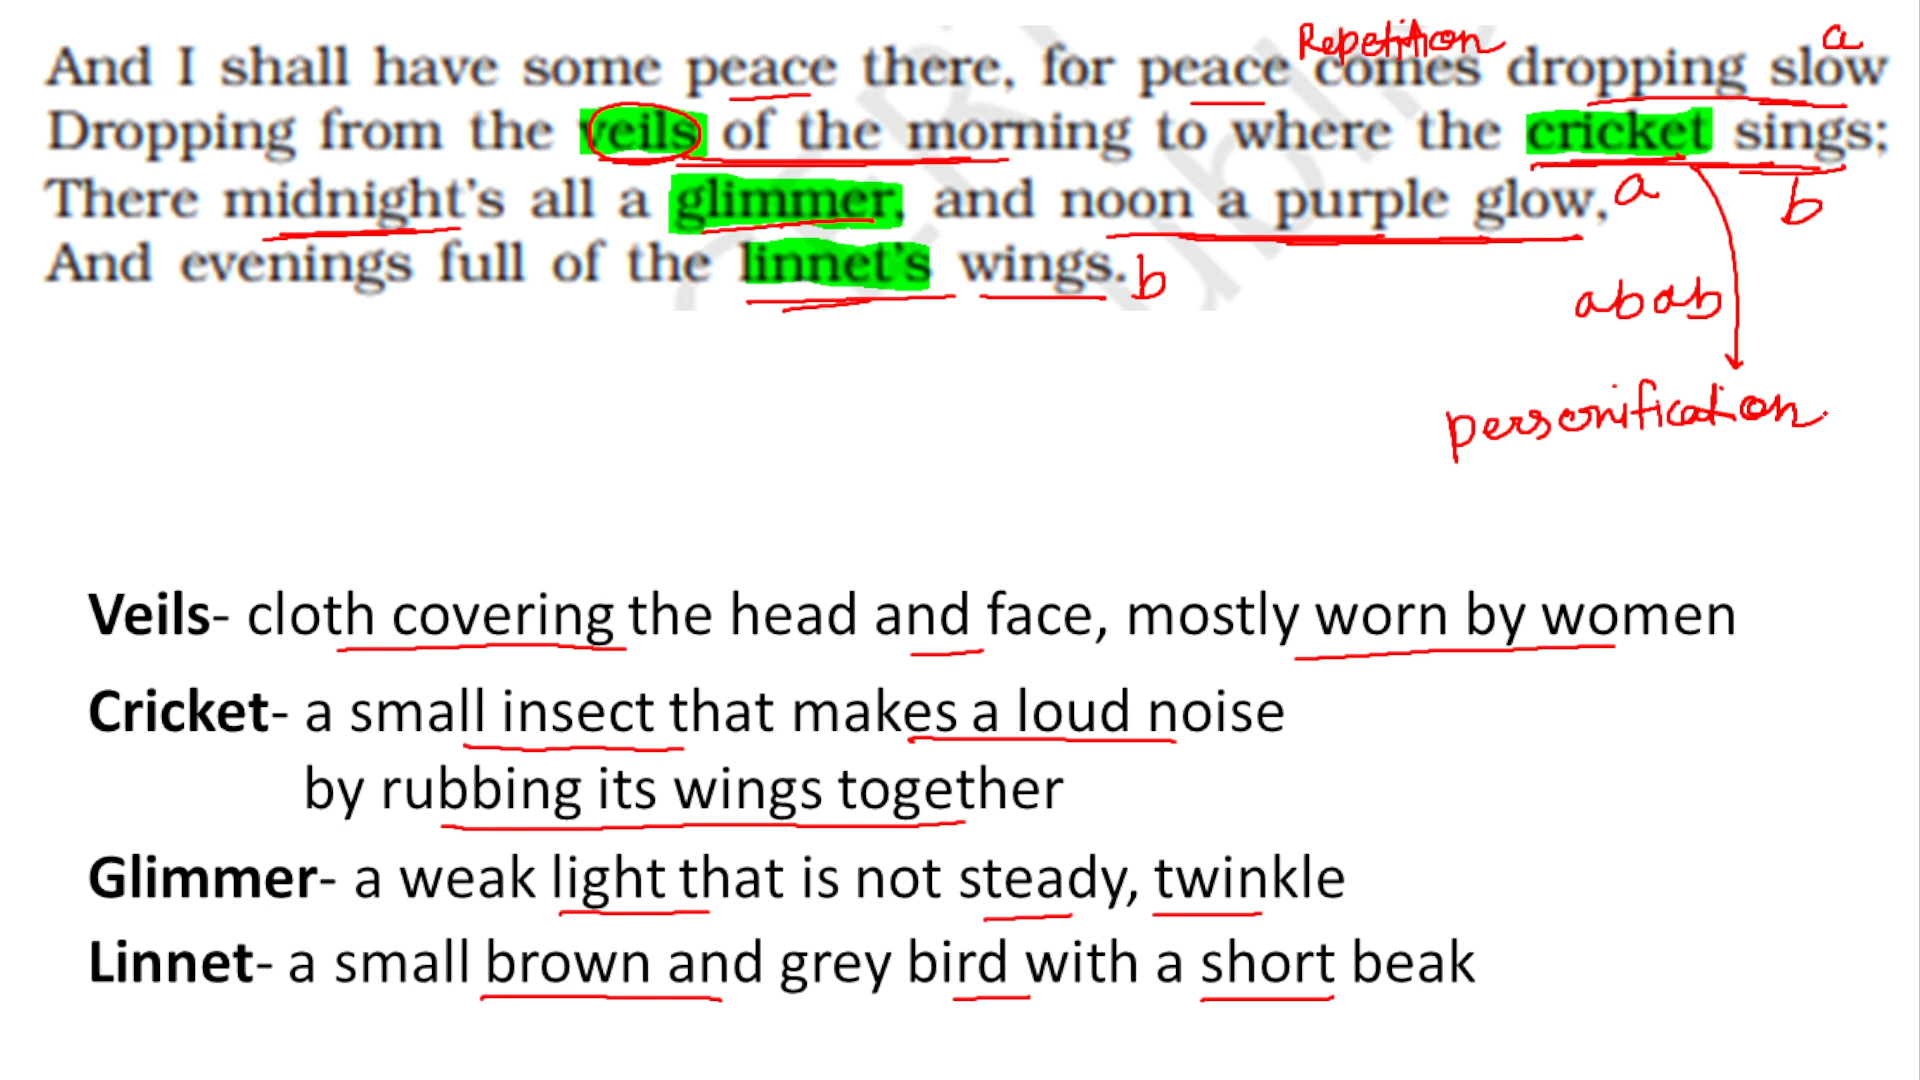 Repetition a
And I shall have some peace there, for peace comes dropping slow
Dropping from the veils of the morning to where the cricket sings;
There midnight's all a glimmer, and noon a purple glow, a b
And evenings full of the linnet's wings. b
abab
personification
Veils- cloth covering the head and face, mostly worn by women
Cricket- a small insect that makes a loud noise
by rubbing its wings together
Glimmer- a weak light that is not steady, twinkle
Linnet- a small brown and grey bird with a short beak